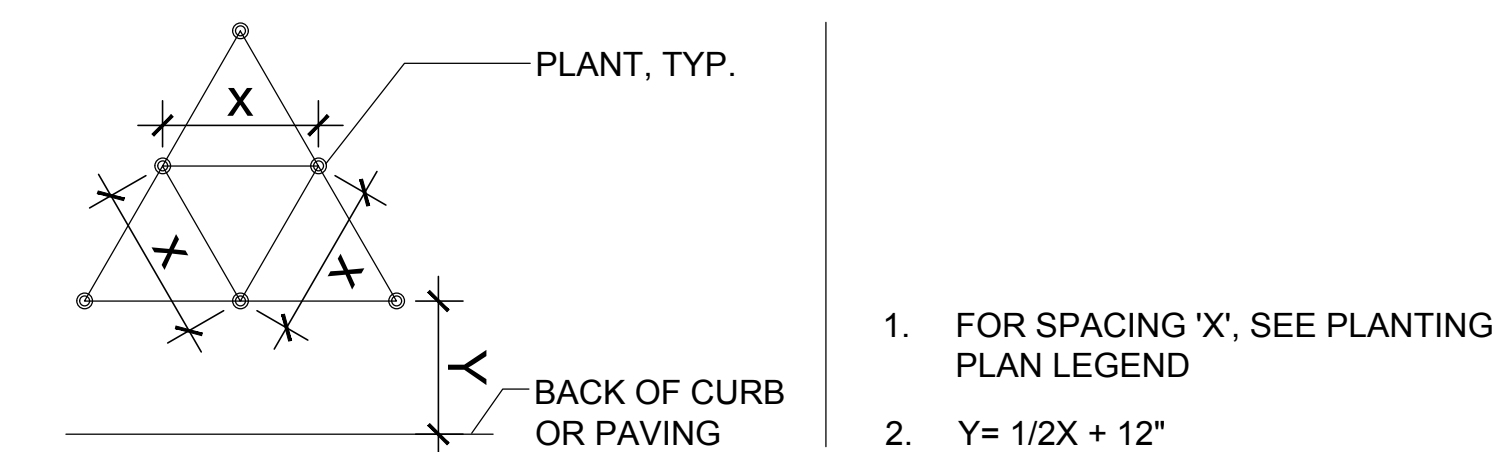 PLANT, TYP.
X
X
X
Y
BACK OF CURB
OR PAVING
1. FOR SPACING 'X', SEE PLANTING
PLAN LEGEND
2. Y= 1/2X + 12"